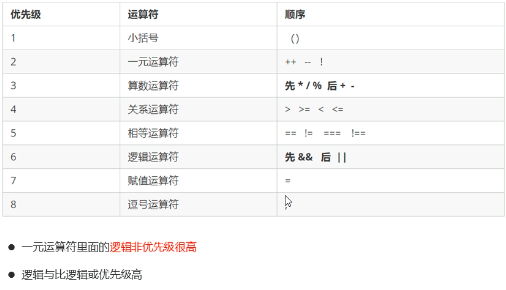 优先级 运算符 顺序
1 小括号 ()
2 一元运算符 ++ -- !
3 算数运算符 先 * / % 后 + -
4 关系运算符 > >= < <=
5 相等运算符 == != === !==
6 逻辑运算符 先 && 后 ||
7 赋值运算符 =
8 逗号运算符 ,
● 一元运算符里面的逻辑非优先级很高
● 逻辑与比逻辑或优先级高